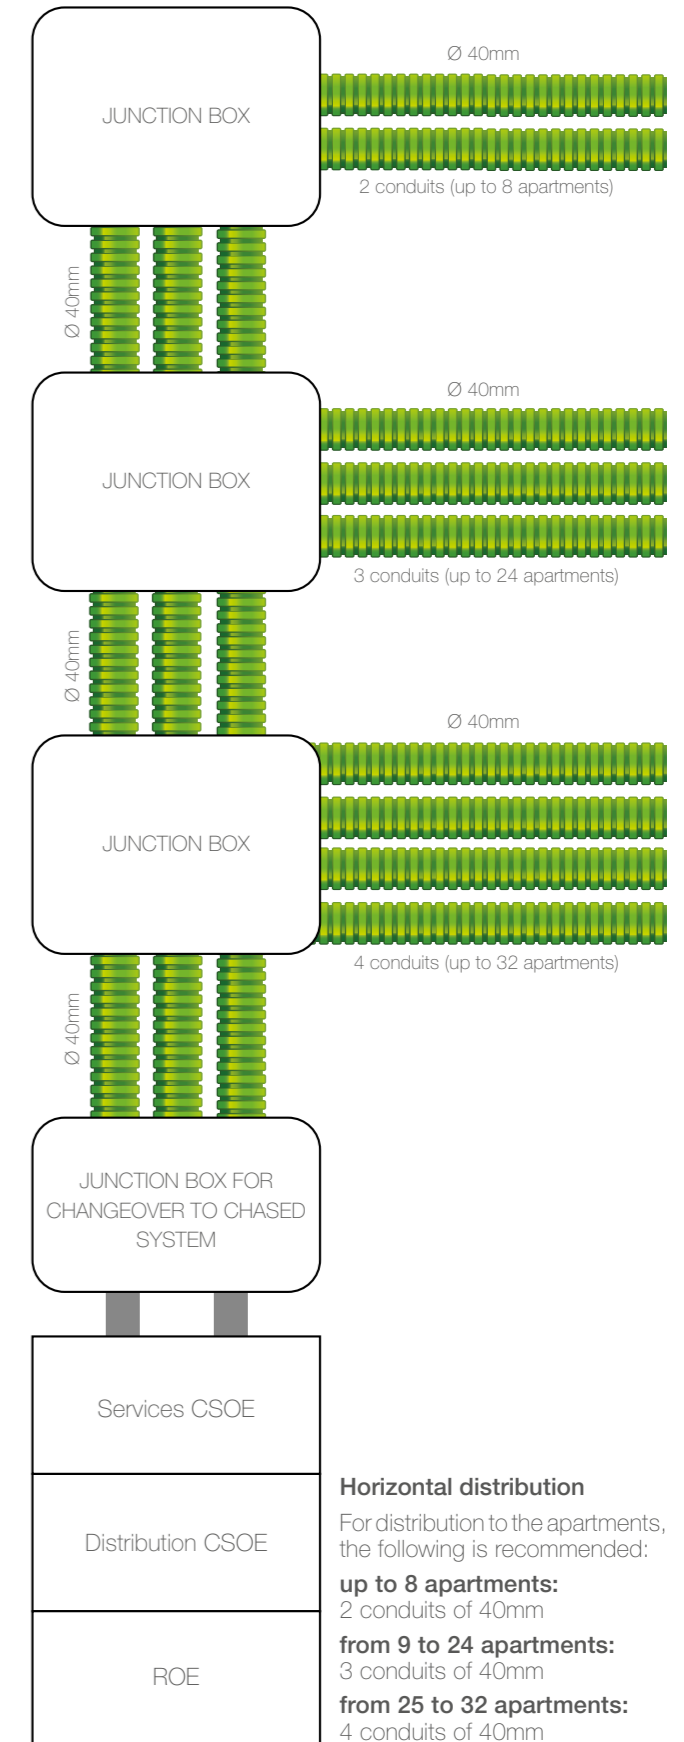 Ø 40mm
JUNCTION BOX
2 conduits (up to 8 apartments)
Ø 40mm
Ø 40mm
JUNCTION BOX
3 conduits (up to 24 apartments)
Ø 40mm
Ø 40mm
JUNCTION BOX
4 conduits (up to 32 apartments)
Ø 40mm
JUNCTION BOX FOR
CHANGEOVER TO CHASED
SYSTEM
Services CSOE
Distribution CSOE
ROE
Horizontal distribution
For distribution to the apartments,
the following is recommended:
up to 8 apartments:
2 conduits of 40mm
from 9 to 24 apartments:
3 conduits of 40mm
from 25 to 32 apartments:
4 conduits of 40mm